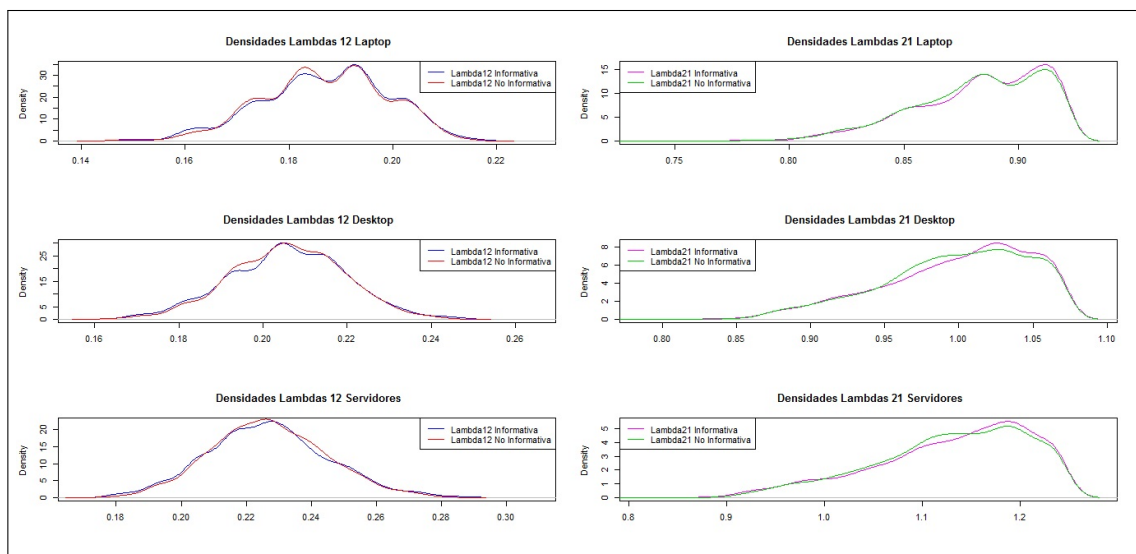 Densidades Lambdas 12 Laptop
Density
0 10 20 30
Lambda12 Informativa
Lambda12 No Informativa
0.14 0.16 0.18 0.20 0.22
Densidades Lambdas 21 Laptop
Density
0 5 10 15
Lambda21 Informativa
Lambda21 No Informativa
0.75 0.80 0.85 0.90
Densidades Lambdas 12 Desktop
Density
0 5 15 25
Lambda12 Informativa
Lambda12 No Informativa
0.16 0.18 0.20 0.22 0.24 0.26
Densidades Lambdas 21 Desktop
Density
0 2 4 6 8
Lambda21 Informativa
Lambda21 No Informativa
0.80 0.85 0.90 0.95 1.00 1.05 1.10
Densidades Lambdas 12 Servidores
Density
0 5 10 15 20
Lambda12 Informativa
Lambda12 No Informativa
0.18 0.20 0.22 0.24 0.26 0.28 0.30
Densidades Lambdas 21 Servidores
Density
0 1 2 3 4 5
Lambda21 Informativa
Lambda21 No Informativa
0.8 0.9 1.0 1.1 1.2